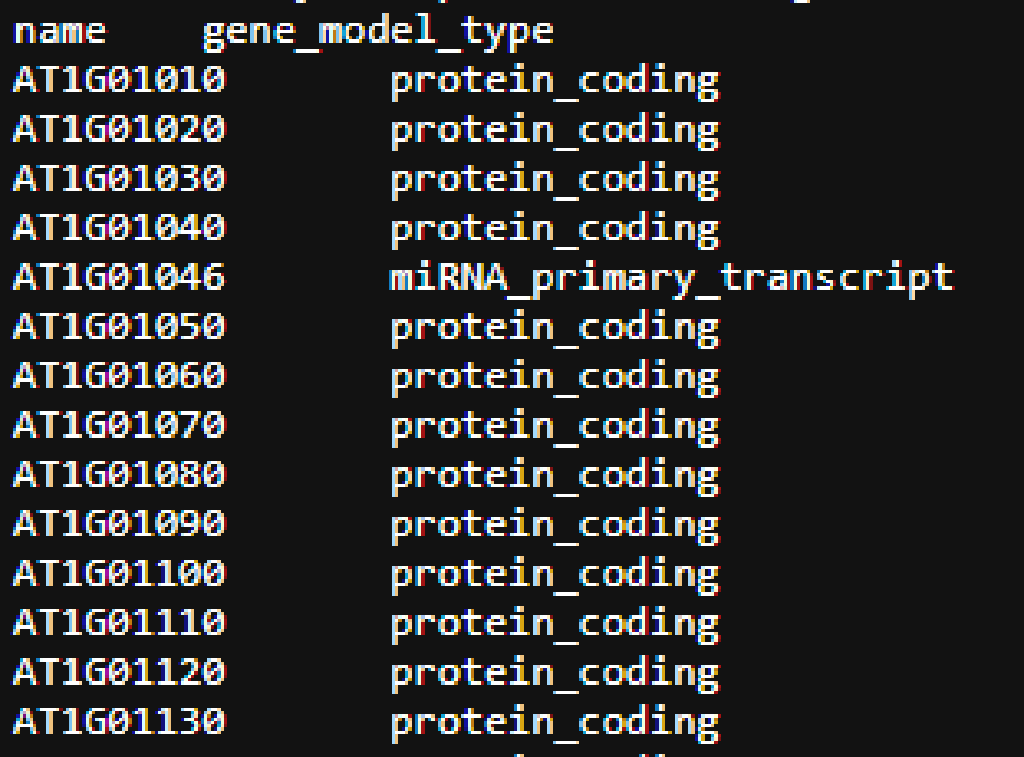 name gene_model_type
AT1G01010 protein_coding
AT1G01020 protein_coding
AT1G01030 protein_coding
AT1G01040 protein_coding
AT1G01046 miRNA_primary_transcript
AT1G01050 protein_coding
AT1G01060 protein_coding
AT1G01070 protein_coding
AT1G01080 protein_coding
AT1G01090 protein_coding
AT1G01100 protein_coding
AT1G01110 protein_coding
AT1G01120 protein_coding
AT1G01130 protein_coding